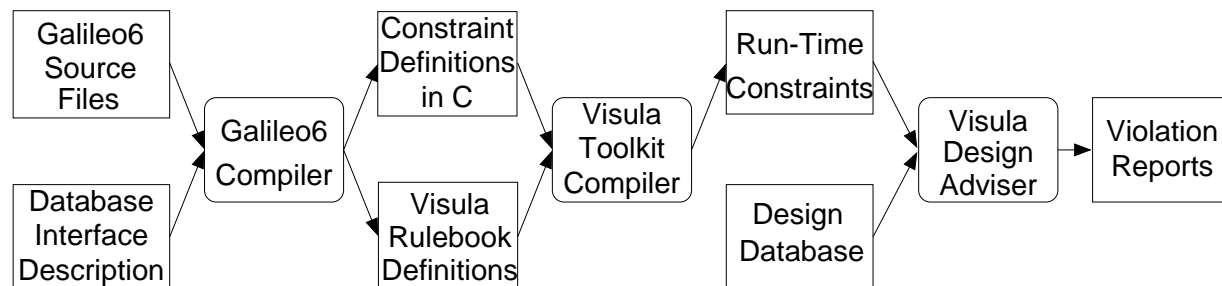 Galileo6
Source
Files
Database
Interface
Description
Galileo6
Compiler
Constraint
Definitions
in C
Visula
Rulebook
Definitions
Visula
Toolkit
Compiler
Run-Time
Constraints
Design
Database
Visula
Design
Adviser
Violation
Reports